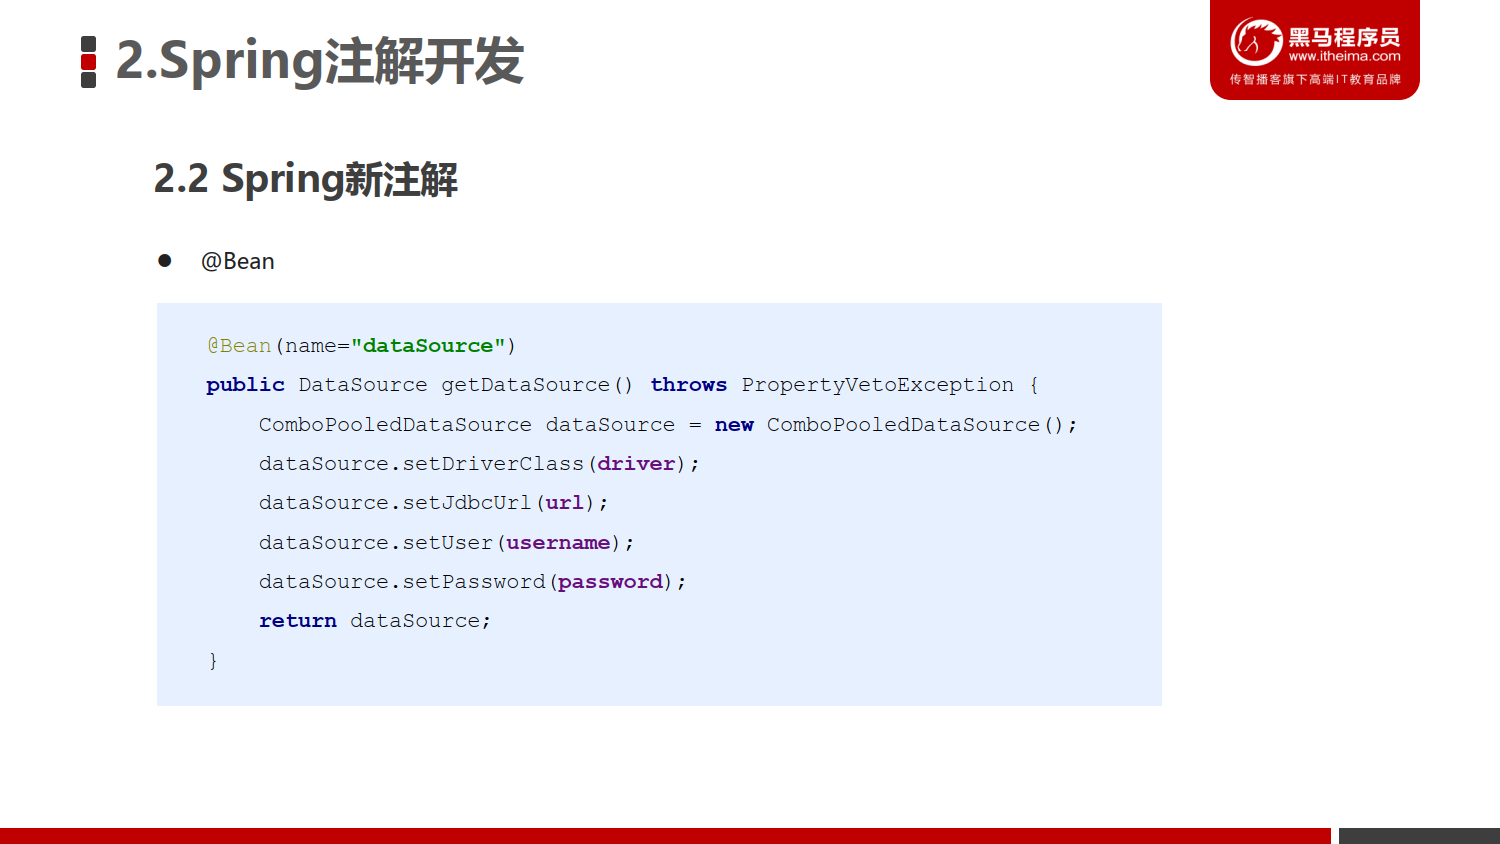 2.Spring注解开发
黑马程序员
www.itheima.com
传智播客旗下高端IT教育品牌
2.2 Spring新注解
● @Bean
@Bean(name="dataSource")
public DataSource getDataSource() throws PropertyVetoException {
    ComboPooledDataSource dataSource = new ComboPooledDataSource();
    dataSource.setDriverClass(driver);
    dataSource.setJdbcUrl(url);
    dataSource.setUser(username);
    dataSource.setPassword(password);
    return dataSource;
}